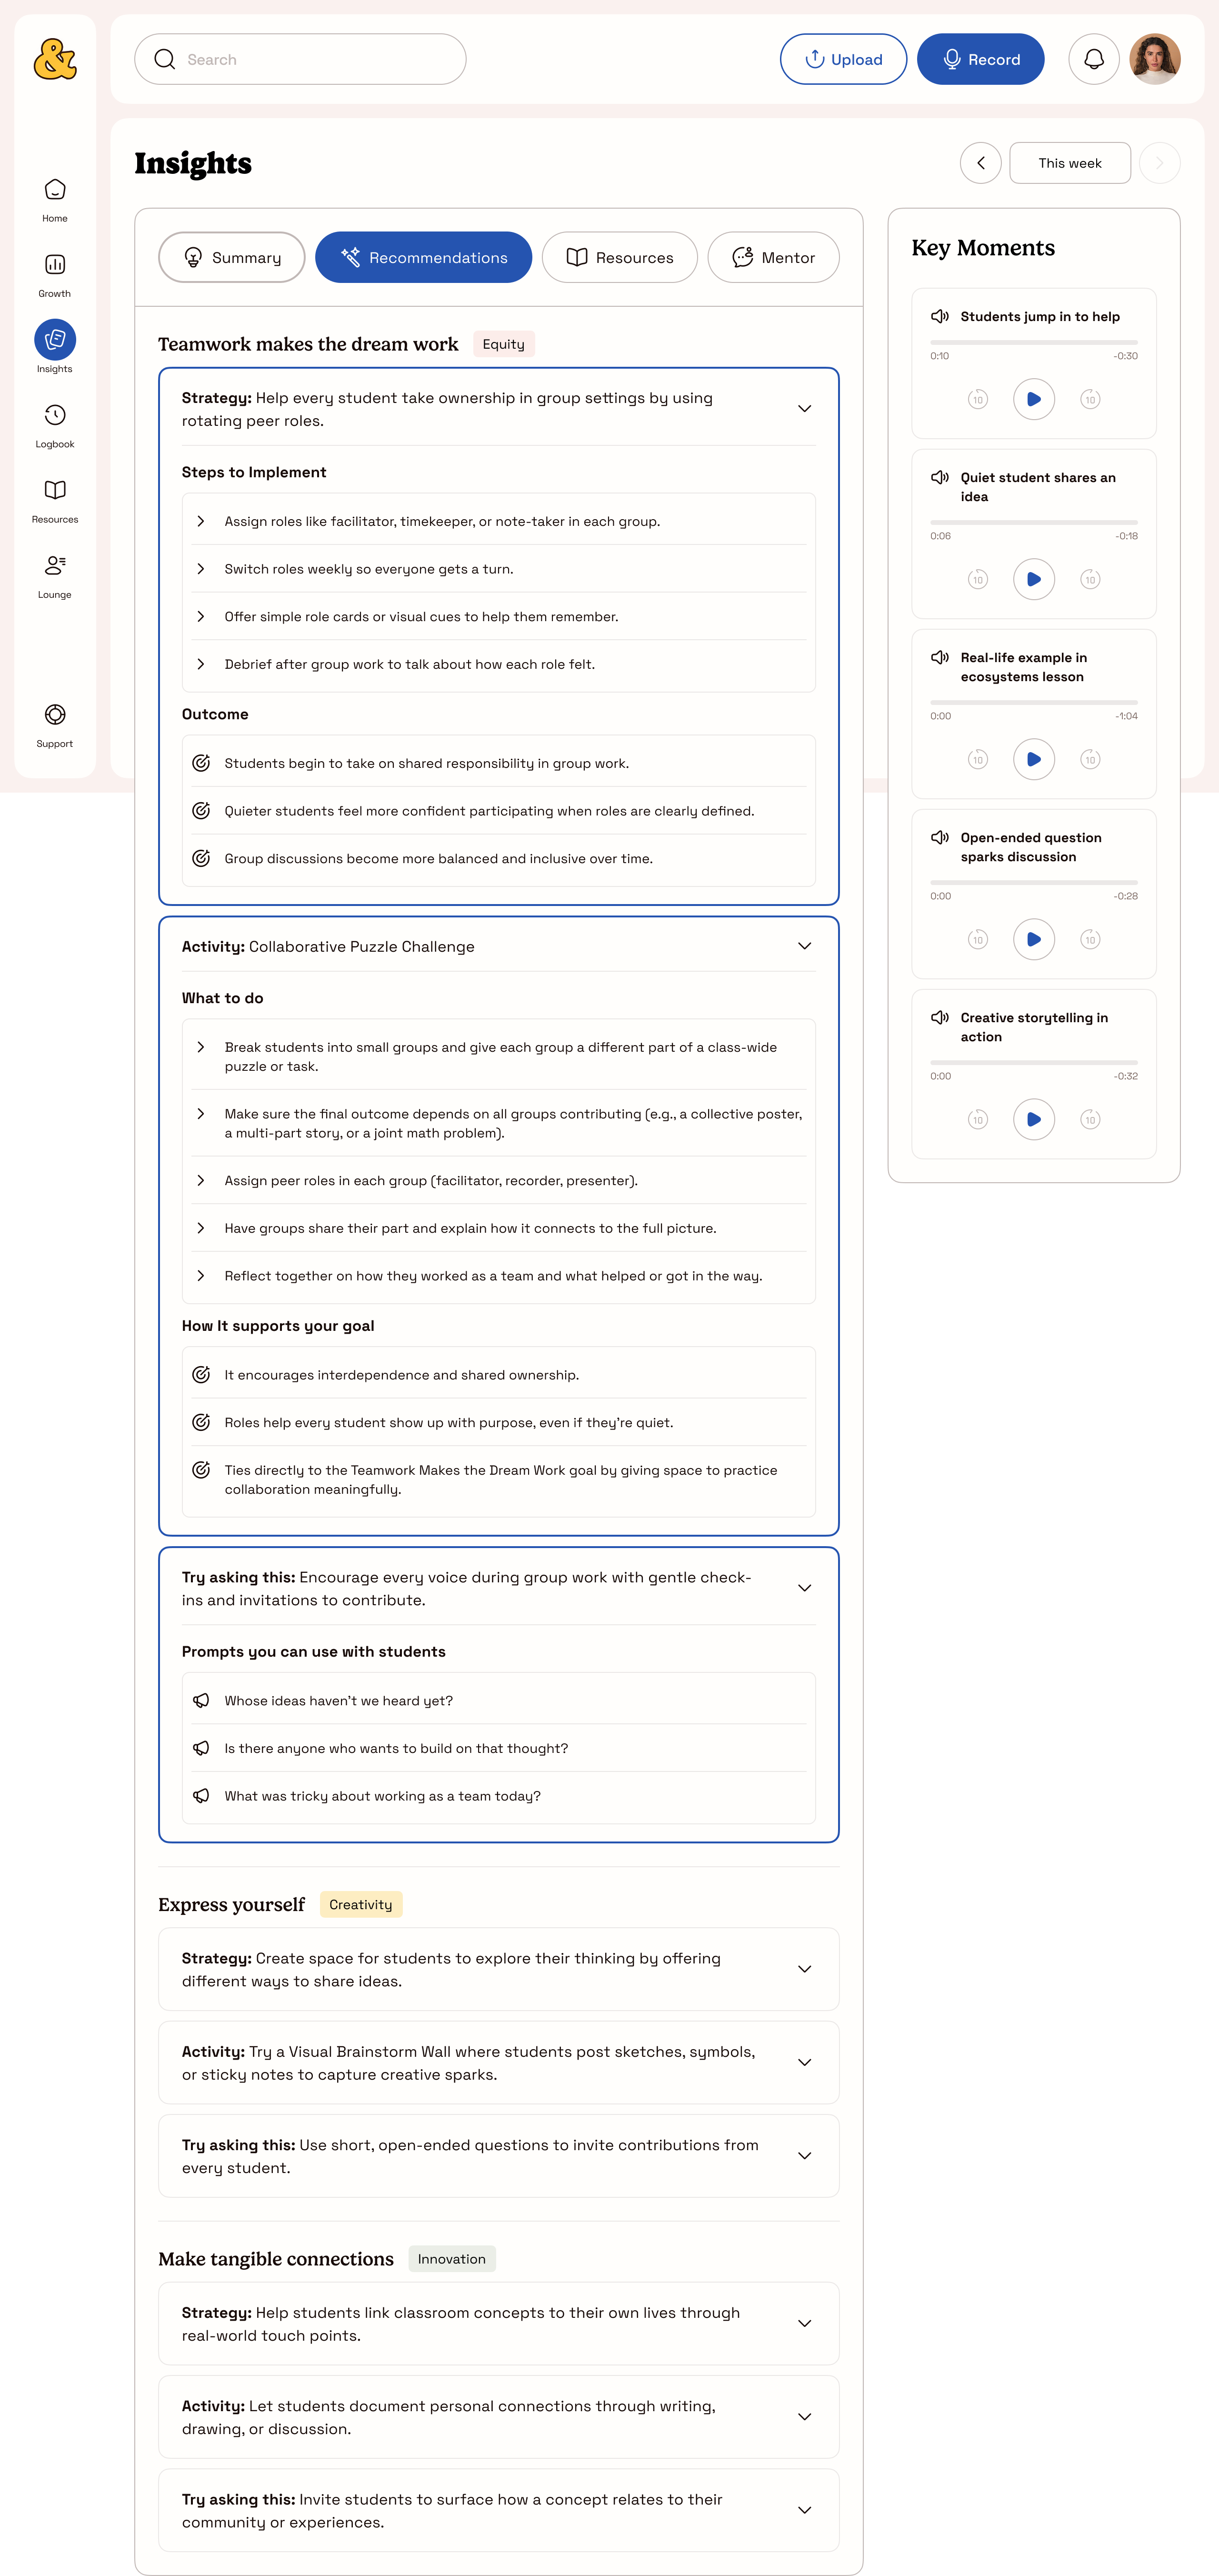 &
Search
Upload
Record
Home
Growth
Insights
Logbook
Resources
Lounge
Support
Insights
This week
Summary
Recommendations
Resources
Mentor
Teamwork makes the dream work
Equity
Strategy: Help every student take ownership in group settings by using
rotating peer roles.
Steps to Implement
Assign roles like facilitator, timekeeper, or note-taker in each group.
Switch roles weekly so everyone gets a turn.
Offer simple role cards or visual cues to help them remember.
Debrief after group work to talk about how each role felt.
Outcome
Students begin to take on shared responsibility in group work.
Quieter students feel more confident participating when roles are clearly defined.
Group discussions become more balanced and inclusive over time.
Activity: Collaborative Puzzle Challenge
What to do
Break students into small groups and give each group a different part of a class-wide
puzzle or task.
Make sure the final outcome depends on all groups contributing (e.g., a collective poster,
a multi-part story, or a joint math problem).
Assign peer roles in each group (facilitator, recorder, presenter).
Have groups share their part and explain how it connects to the full picture.
Reflect together on how they worked as a team and what helped or got in the way.
How It supports your goal
It encourages interdependence and shared ownership.
Roles help every student show up with purpose, even if they're quiet.
Ties directly to the Teamwork Makes the Dream Work goal by giving space to practice
collaboration meaningfully.
Try asking this: Encourage every voice during group work with gentle check-
ins and invitations to contribute.
Prompts you can use with students
Whose ideas haven't we heard yet?
Is there anyone who wants to build on that thought?
What was tricky about working as a team today?
Express yourself
Creativity
Strategy: Create space for students to explore their thinking by offering
different ways to share ideas.
Activity: Try a Visual Brainstorm Wall where students post sketches, symbols,
or sticky notes to capture creative sparks.
Try asking this: Use short, open-ended questions to invite contributions from
every student.
Make tangible connections
Innovation
Strategy: Help students link classroom concepts to their own lives through
real-world touch points.
Activity: Let students document personal connections through writing,
drawing, or discussion.
Try asking this: Invite students to surface how a concept relates to their
community or experiences.
Key Moments
Students jump in to help
0:10
-0:30
10
10
Quiet student shares an
idea
0:06
-0:18
10
10
Real-life example in
ecosystems lesson
0:00
-1:04
10
10
Open-ended question
sparks discussion
0:00
-0:28
10
10
Creative storytelling in
action
0:00
-0:32
10
10